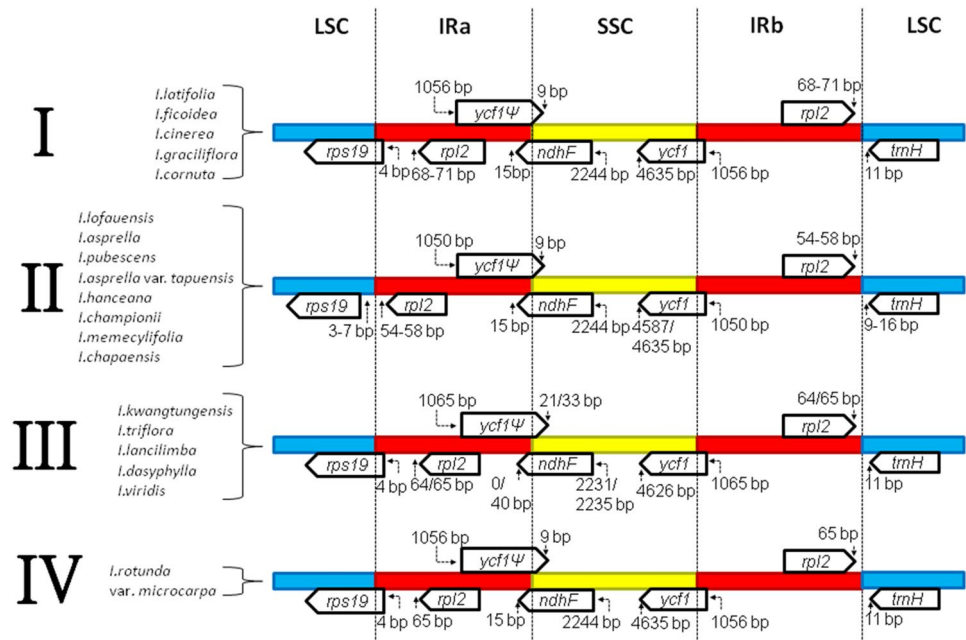 LSC IRa SSC IRb LSC
I
I.latifolia
I.ficoidea
I.cinerea
I.graciliflora
I.cornuta
1056 bp 9 bp 68-71 bp
ycf1Ψ rpl2
rps19 rpl2 ndhF ycf1 trnH
4 bp 68-71 bp 15bp 2244 bp 4635 bp 1056 bp 11 bp
II
I.lofauensis
I.asprella
I.pubescens
I.asprella var. tapuensis
I.hanceana
I.championii
I.memecylifolia
I.chapaensis
1050 bp 9 bp 54-58 bp
ycf1Ψ rpl2
rps19 rpl2 ndhF ycf1 trnH
3-7 bp 54-58 bp 15 bp 2244 bp 4587/ 1050 bp 9-16 bp
4635 bp
III
I.kwangtungensis
I.triflora
I.lancilimba
I.dasyphylla
I.viridis
1065 bp 21/33 bp 64/65 bp
ycf1Ψ rpl2
rps19 rpl2 ndhF ycf1 trnH
4 bp 64/65 bp 0/ 2231/ 4626 bp 1065 bp 11 bp
40 bp 2235 bp
IV
I.rotunda
var. microcarpa
1056 bp 9 bp 65 bp
ycf1Ψ rpl2
rps19 rpl2 ndhF ycf1 trnH
4 bp 65 bp 15 bp 2244 bp 4635 bp 1056 bp 11 bp